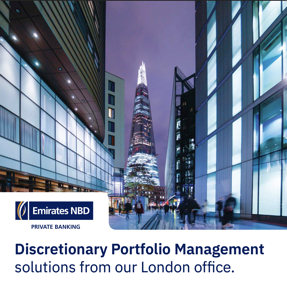 Emirates NBD
PRIVATE BANKING
Discretionary Portfolio Management
solutions from our London office.